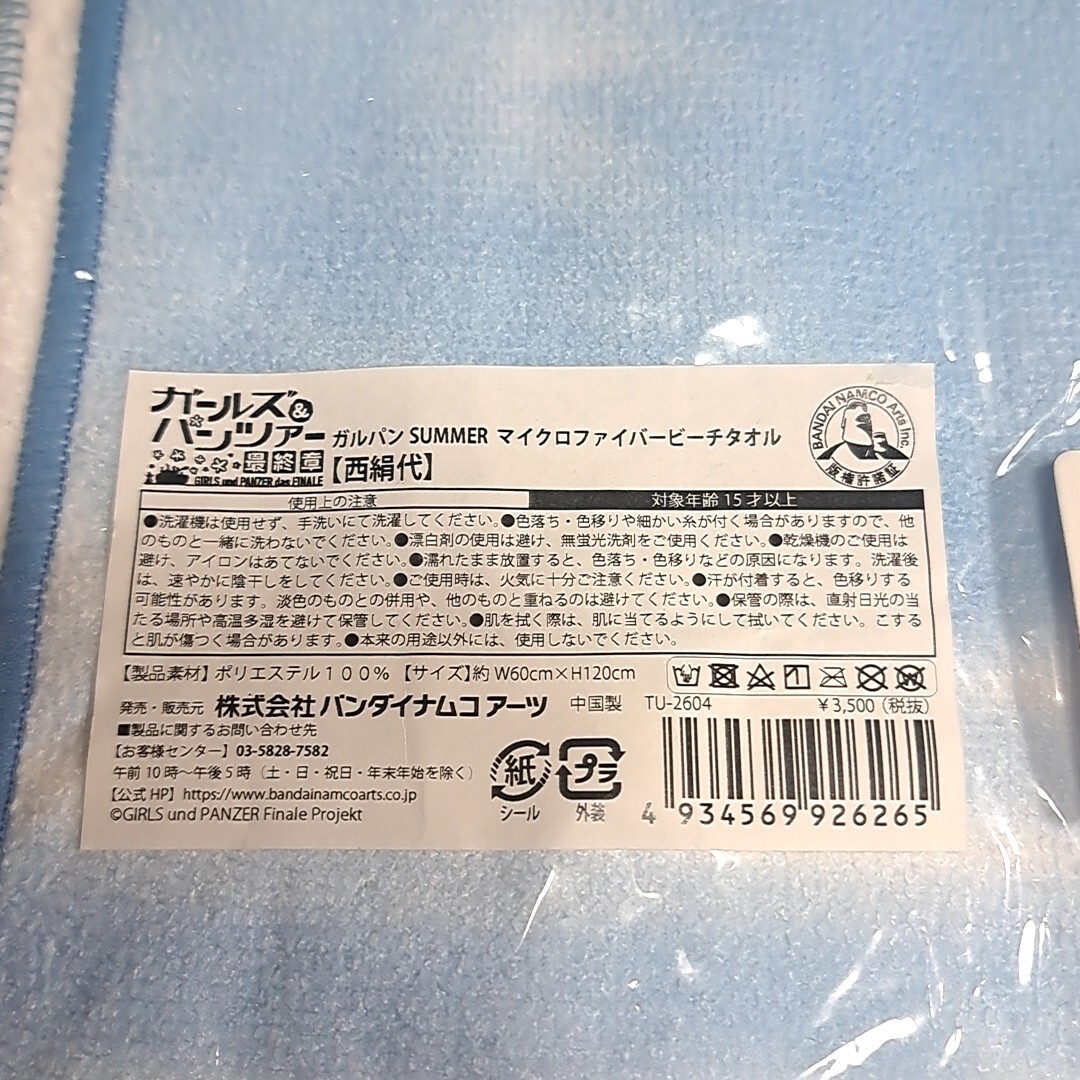 ガールズ&パンツァー
最終章
GIRLS und PANZER das FINALE
ガルパン SUMMER マイクロファイバービーチタオル
【西絹代】
BANDAI NAMCO Arts Inc.
版権許諾証
使用上の注意
対象年齢 15 才以上
●洗濯機は使用せず、手洗いにて洗濯してください。●色落ち・色移りや細かい糸が付く場合がありますので、他
のものと一緒に洗わないでください。●漂白剤の使用は避け、無蛍光洗剤をご使用ください。●乾燥機のご使用は
避け、アイロンはあてないでください。●濡れたまま放置すると、色落ち・色移りなどの原因になります。洗濯後
は、速やかに陰干しをしてください。●ご使用時は、火気に十分ご注意ください。●汗が付着すると、色移りする
可能性があります。淡色のものとの併用や、他のものと重ねるのは避けてください。●保管の際は、直射日光の当
たる場所や高温多湿を避けて保管してください。●肌を拭く際は、肌に当てるようにして拭いてください。こする
と肌が傷つく場合があります。●本来の用途以外には、使用しないでください。
【製品素材】ポリエステル100% 【サイズ】約 W60cm×H120cm
発売・販売元 株式会社 バンダイナムコ アーツ 中国製 TU-2604 ¥3,500(税抜)
■製品に関するお問い合わせ先
【お客様センター】03-5828-7582
午前 10 時〜午後 5 時(土・日・祝日・年末年始を除く)
【公式 HP】https://www.bandainamcoarts.co.jp
©GIRLS und PANZER Finale Projekt
紙
シール
プラ
外装
4 934569 926265